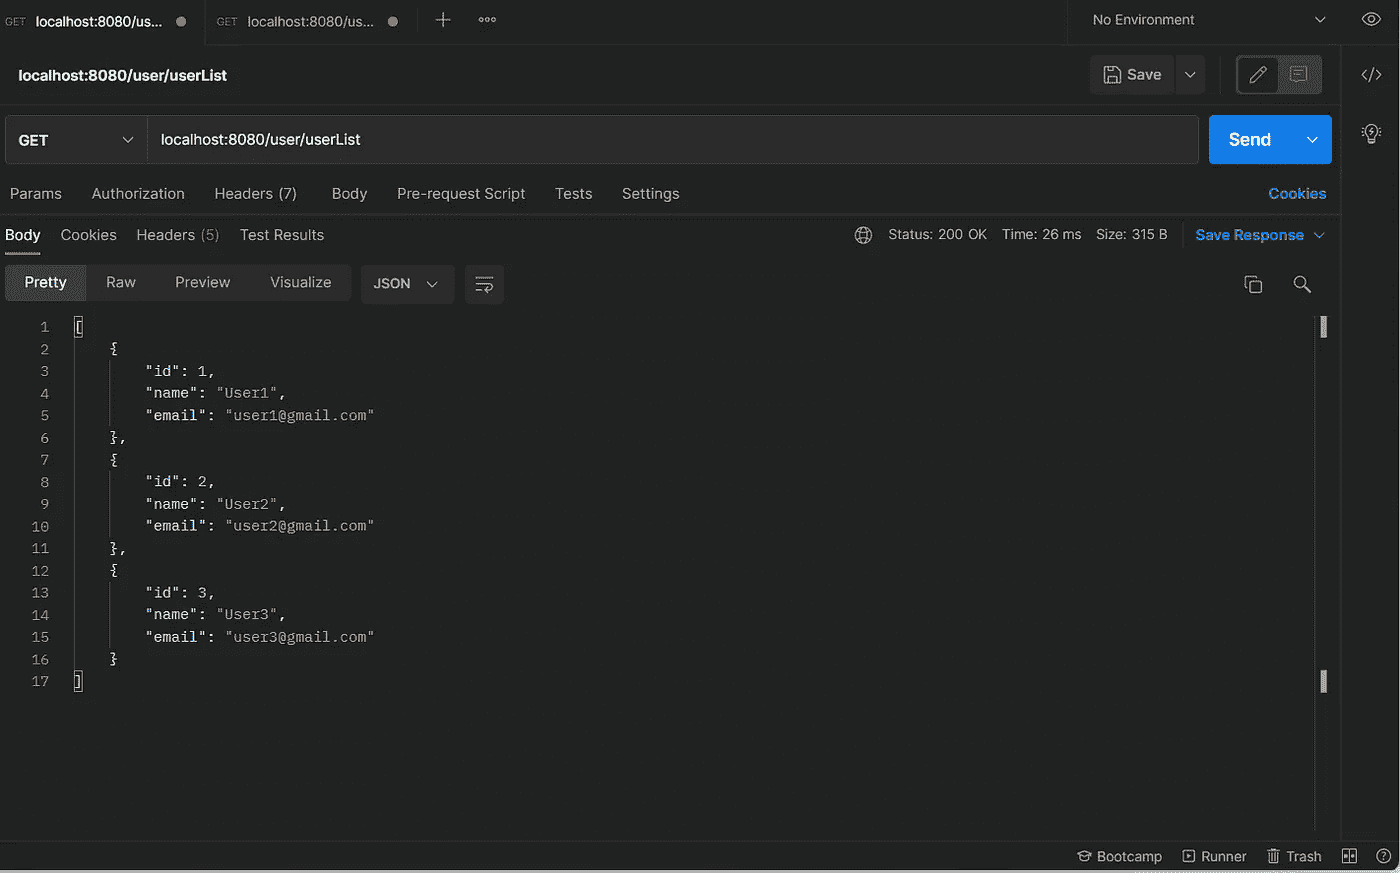 GET localhost:8080/us... GET localhost:8080/us... No Environment
localhost:8080/user/userList Save
GET localhost:8080/user/userList Send
Params Authorization Headers (7) Body Pre-request Script Tests Settings Cookies
Body Cookies Headers (5) Test Results Status: 200 OK Time: 26 ms Size: 315 B Save Response
Pretty Raw Preview Visualize JSON
1 [
2 {
3 "id": 1,
4 "name": "User1",
5 "email": "user1@gmail.com"
6 },
7 {
8 "id": 2,
9 "name": "User2",
10 "email": "user2@gmail.com"
11 },
12 {
13 "id": 3,
14 "name": "User3",
15 "email": "user3@gmail.com"
16 }
17 ]
Bootcamp Runner Trash